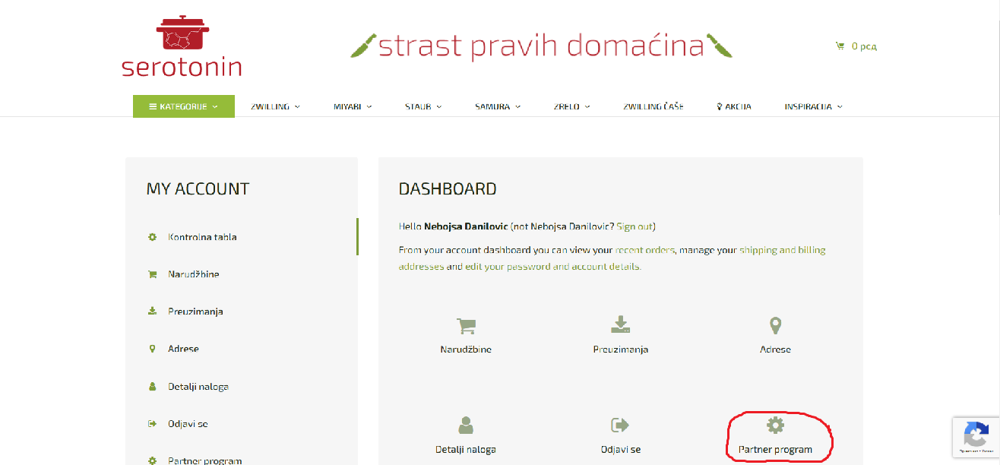 serotonin
strast pravih domaćina
0 рсд
KATEGORIJE
ZWILLING
MIYABI
STAUB
SAMURA
ZRELO
ZWILLING ČAŠE
AKCIJA
INSPIRACIJA
MY ACCOUNT
Kontrolna tabla
Narudžbine
Preuzimanja
Adrese
Detalji naloga
Odjavi se
Partner program
DASHBOARD
Hello Nebojsa Danilovic (not Nebojsa Danilovic? Sign out)
From your account dashboard you can view your recent orders, manage your shipping and billing
addresses and edit your password and account details.
Narudžbine
Preuzimanja
Adrese
Detalji naloga
Odjavi se
Partner program